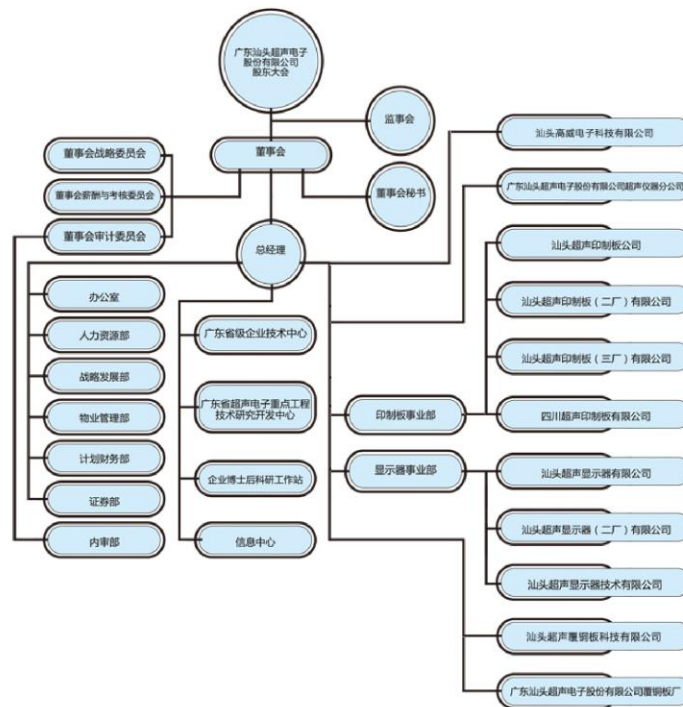 广东汕头超声电子
股份有限公司
股东大会
监事会
董事会
董事会秘书
董事会战略委员会
董事会薪酬与考核委员会
董事会审计委员会
总经理
办公室
人力资源部
战略发展部
物业管理部
计划财务部
证券部
内审部
广东省级企业技术中心
广东省超声电子重点工程
技术研究开发中心
企业博士后科研工作站
信息中心
印制板事业部
显示器事业部
汕头高威电子科技有限公司
广东汕头超声电子股份有限公司超声仪器分公司
汕头超声印制板公司
汕头超声印制板（二厂）有限公司
汕头超声印制板（三厂）有限公司
四川超声印制板有限公司
汕头超声显示器有限公司
汕头超声显示器（二厂）有限公司
汕头超声显示器技术有限公司
汕头超声覆铜板科技有限公司
广东汕头超声电子股份有限公司覆铜板厂